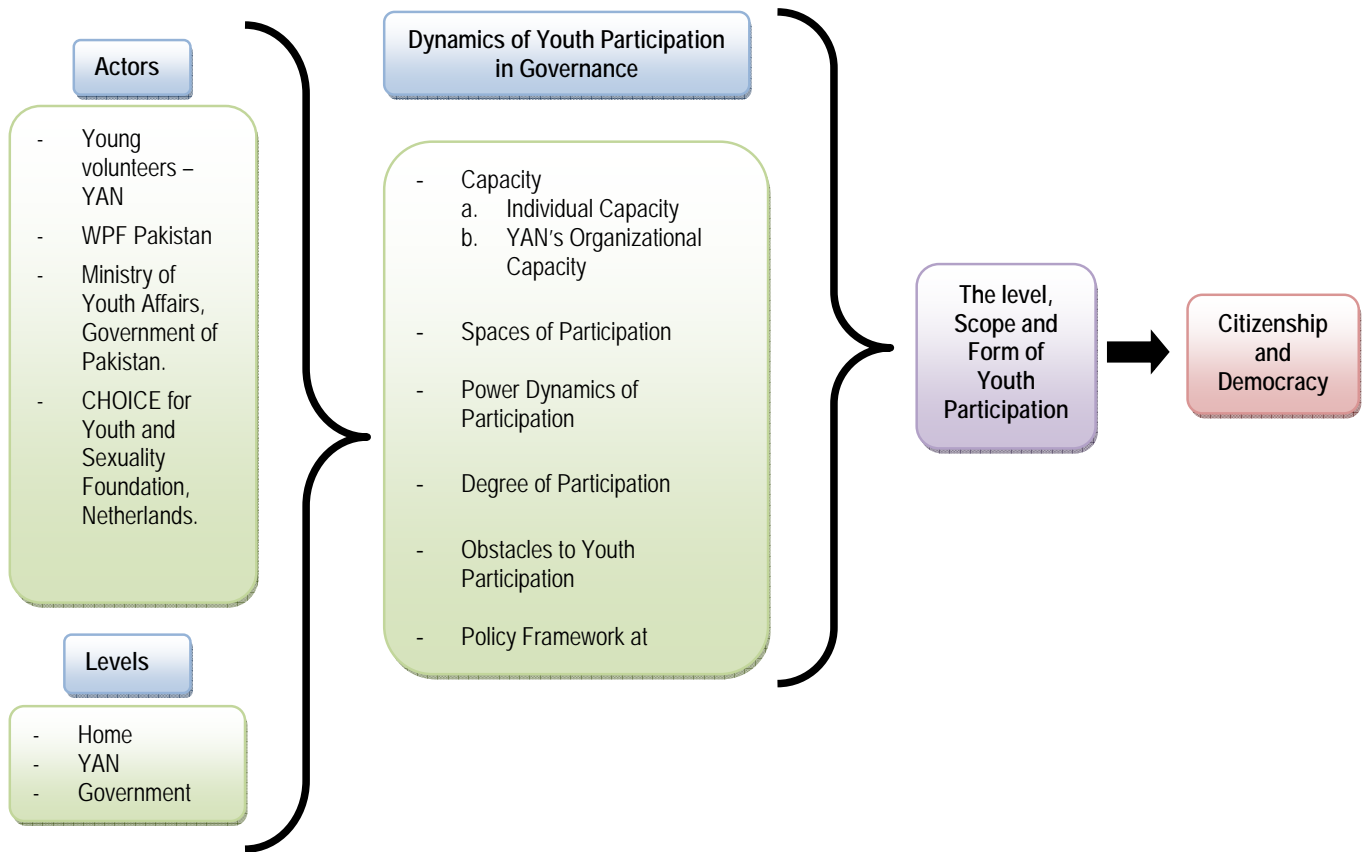 Actors
- Young
volunteers –
YAN
- WPF Pakistan
- Ministry of
Youth Affairs,
Government of
Pakistan.
- CHOICE for
Youth and
Sexuality
Foundation,
Netherlands.
Levels
- Home
- YAN
- Government
Dynamics of Youth Participation
in Governance
- Capacity
a. Individual Capacity
b. YAN's Organizational
Capacity
- Spaces of Participation
- Power Dynamics of
Participation
- Degree of Participation
- Obstacles to Youth
Participation
- Policy Framework at
The level,
Scope and
Form of
Youth
Participation
Citizenship
and
Democracy